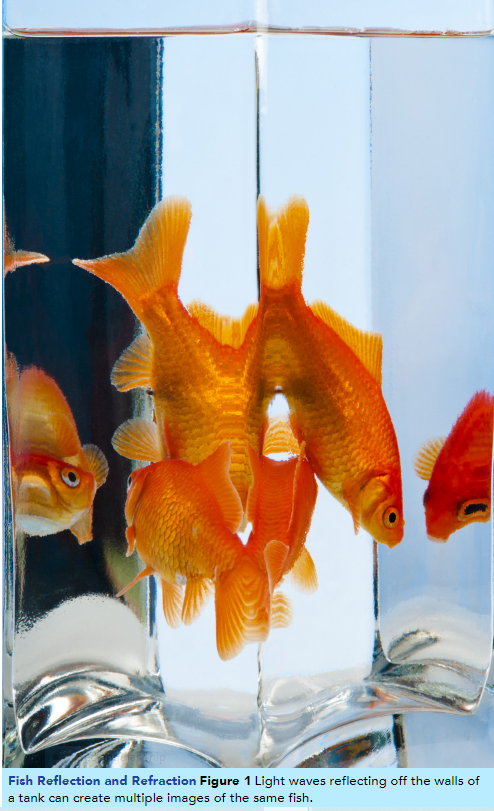 Fish Reflection and Refraction Figure 1 Light waves reflecting off the walls of
a tank can create multiple images of the same fish.